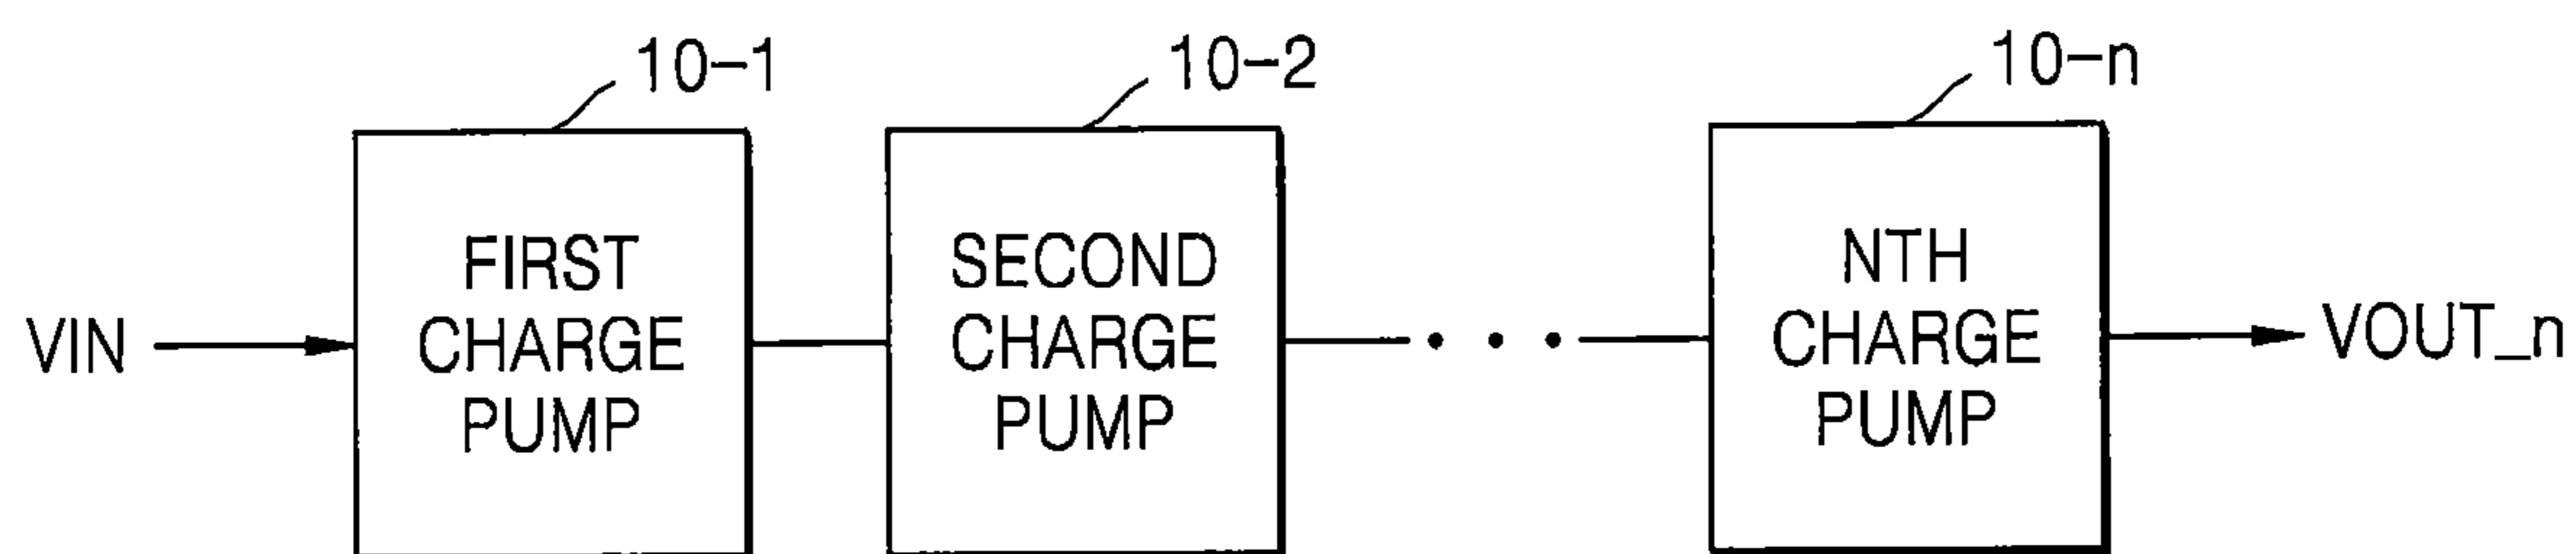 10-1
10-2
10-n
FIRST
CHARGE
PUMP
SECOND
CHARGE
PUMP
NTH
CHARGE
PUMP
VIN
VOUT_n